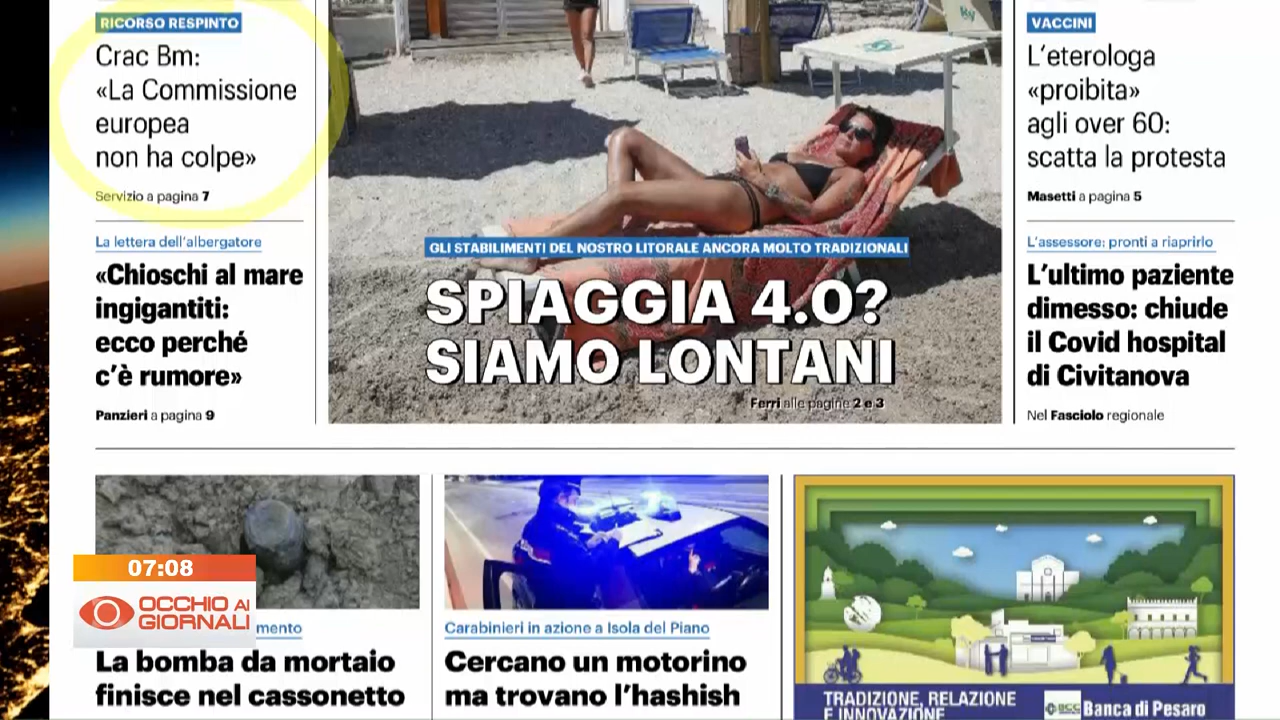 RICORSO RESPINTO
Crac Bm:
«La Commissione
europea
non ha colpe»
Servizio a pagina 7
La lettera dell'albergatore
«Chioschi al mare
ingigantiti:
ecco perché
c'è rumore»
Panzieri a pagina 9
GLI STABILIMENTI DEL NOSTRO LITORALE ANCORA MOLTO TRADIZIONALI
SPIAGGIA 4.0?
SIAMO LONTANI
Ferri alle pagine 2 e 3
VACCINI
L'eterologa
«proibita»
agli over 60:
scatta la protesta
Masetti a pagina 5
L'assessore: pronti a riaprirlo
L'ultimo paziente
dimesso: chiude
il Covid hospital
di Civitanova
Nel Fasciolo regionale
07:08
OCCHIO AI
GIORNALI
mento
La bomba da mortaio
finisce nel cassonetto
Carabinieri in azione a Isola del Piano
Cercano un motorino
ma trovano l'hashish
TRADIZIONE, RELAZIONE
E INNOVAZIONE
BCC Banca di Pesaro